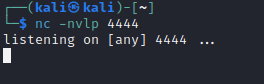 ┌──(kali㉿kali)-[~]
└─$ nc -nvlp 4444
listening on [any] 4444 ...